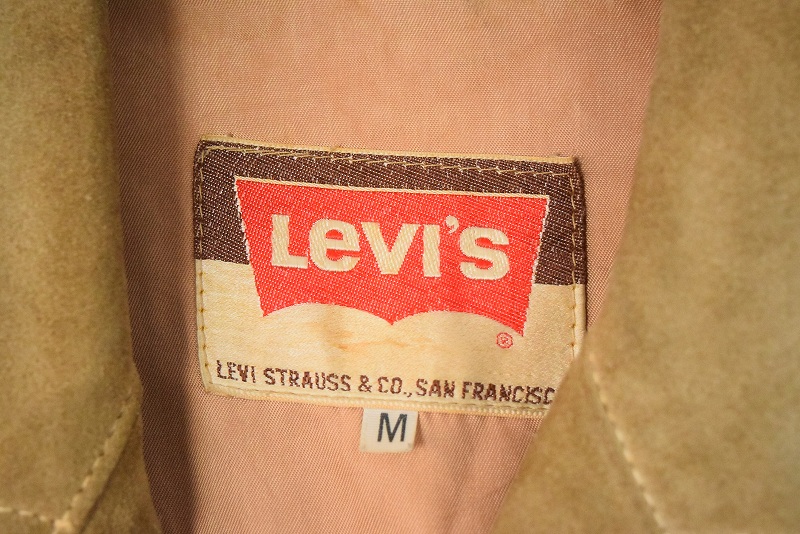 Levi's
®
LEVI STRAUSS & CO., SAN FRANCISC
M